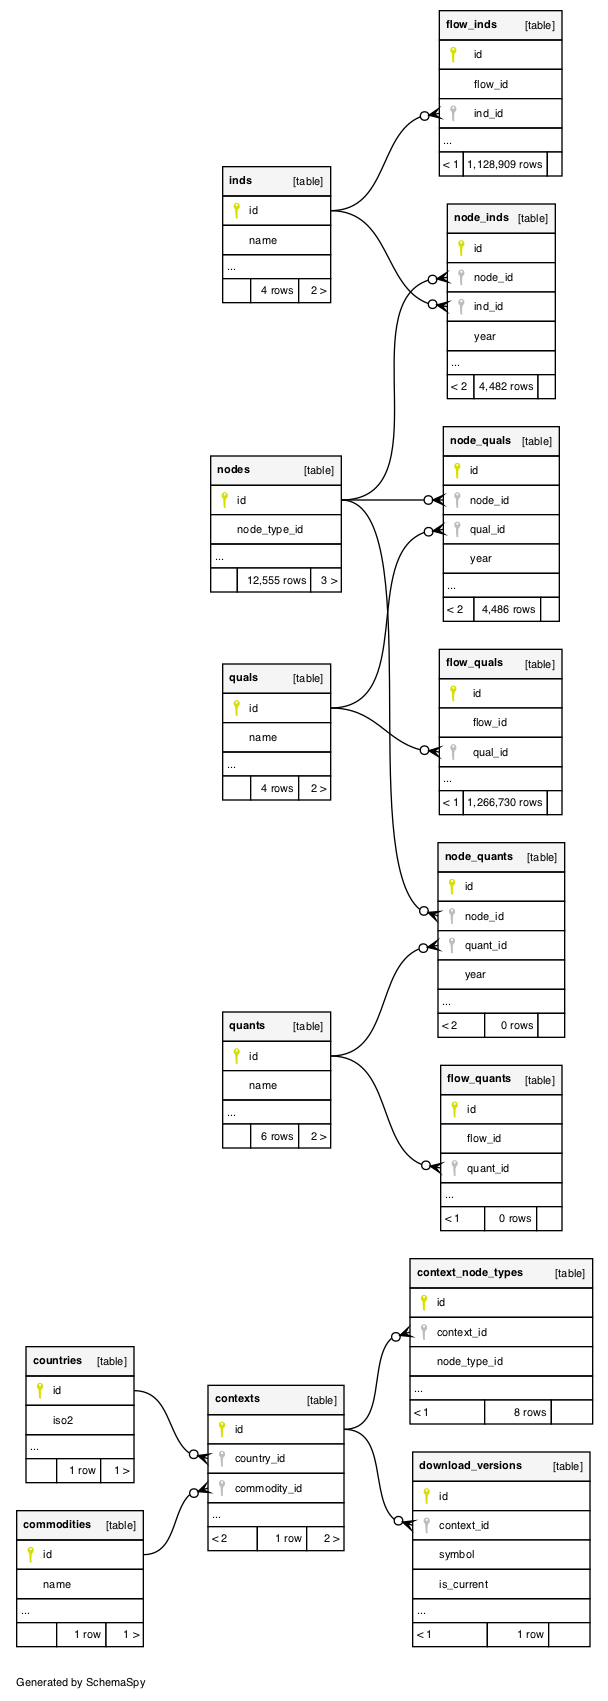 flow_inds [table]
id
flow_id
ind_id
...
< 1 1,128,909 rows
inds [table]
id
name
...
4 rows 2 >
node_inds [table]
id
node_id
ind_id
year
...
< 2 4,482 rows
node_quals [table]
id
node_id
qual_id
year
...
< 2 4,486 rows
nodes [table]
id
node_type_id
...
12,555 rows 3 >
flow_quals [table]
id
flow_id
qual_id
...
< 1 1,266,730 rows
quals [table]
id
name
...
4 rows 2 >
node_quants [table]
id
node_id
quant_id
year
...
< 2 0 rows
quants [table]
id
name
...
6 rows 2 >
flow_quants [table]
id
flow_id
quant_id
...
< 1 0 rows
context_node_types [table]
id
context_id
node_type_id
...
< 1 8 rows
countries [table]
id
iso2
...
1 row 1 >
contexts [table]
id
country_id
commodity_id
...
< 2 1 row 2 >
download_versions [table]
id
context_id
symbol
is_current
...
< 1 1 row
commodities [table]
id
name
...
1 row 1 >
Generated by SchemaSpy